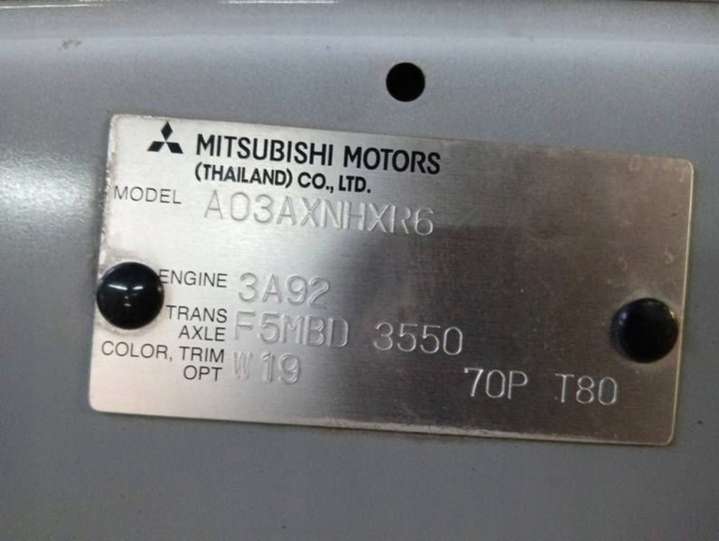 MITSUBISHI MOTORS
(THAILAND) CO., LTD.
MODEL A03AXNHXR6
ENGINE 3A92
TRANS
AXLE F5MBD 3550
COLOR, TRIM
OPT W19 70P T80